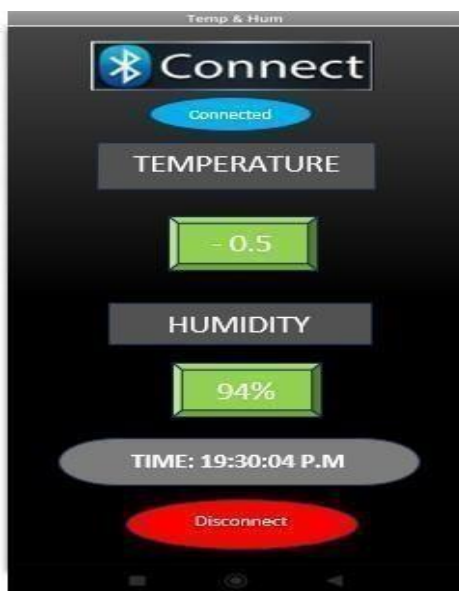 Temp & Hum
Connect
Connected
TEMPERATURE
- 0.5
HUMIDITY
94%
TIME: 19:30:04 P.M
Disconnect